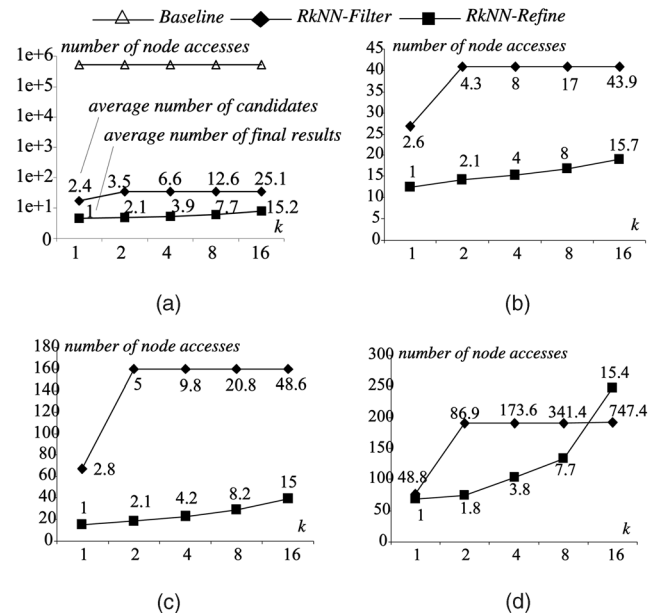 Baseline RkNN-Filter RkNN-Refine
number of node accesses
1e+6
1e+5
1e+4
1e+3
1e+2
1e+1
0
average number of candidates
average number of final results
2.4 3.5 6.6 12.6 25.1
1 2.1 3.9 7.7 15.2
k
1 2 4 8 16
(a)
number of node accesses
45
40
35
30
25
20
15
10
5
0
2.6 4.3 8 17 43.9
1 2.1 4 8 15.7
k
1 2 4 8 16
(b)
number of node accesses
180
160
140
120
100
80
60
40
20
0
2.8 5 9.8 20.8 48.6
1 2.1 4.2 8.2 15
k
1 2 4 8 16
(c)
number of node accesses
300
250
200
150
100
50
0
48.8 86.9 173.6 341.4 747.4
1 1.8 3.8 7.7 15.4
k
1 2 4 8 16
(d)